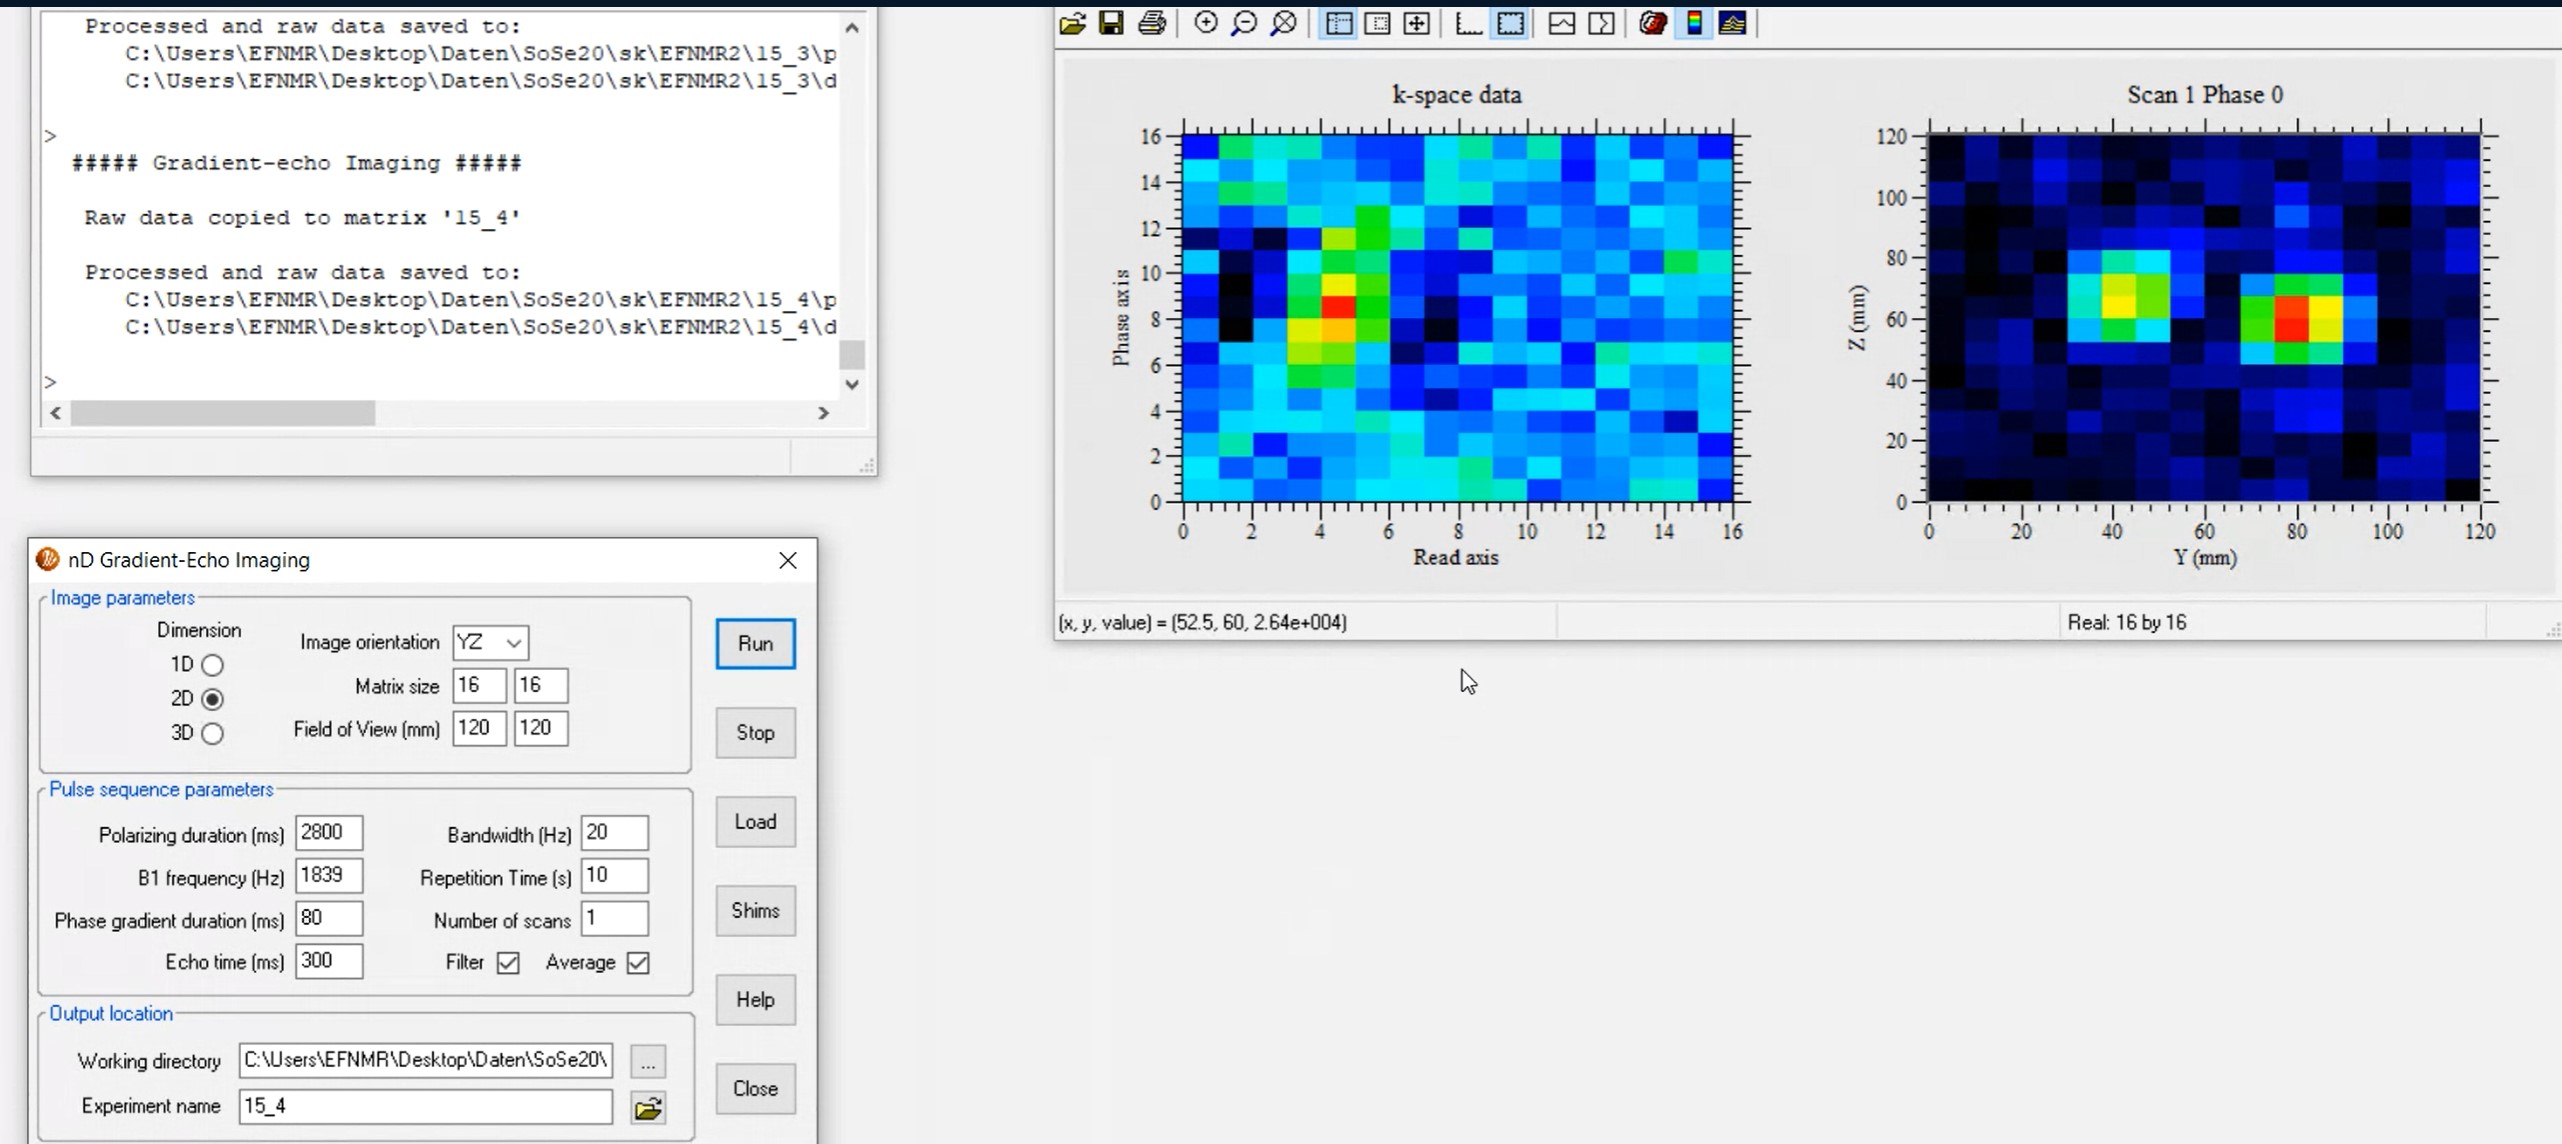 Processed and raw data saved to:
C:\Users\EFNMR\Desktop\Daten\SoSe20\sk\EFNMR2\15_3\p
C:\Users\EFNMR\Desktop\Daten\SoSe20\sk\EFNMR2\15_3\d
>
##### Gradient-echo Imaging #####
Raw data copied to matrix '15_4'
Processed and raw data saved to:
C:\Users\EFNMR\Desktop\Daten\SoSe20\sk\EFNMR2\15_4\p
C:\Users\EFNMR\Desktop\Daten\SoSe20\sk\EFNMR2\15_4\d
>
k-space data
16
14
12
10
8
6
4
2
0
Phase axis
0 2 4 6 8 10 12 14 16
Read axis
Scan 1 Phase 0
120
100
80
60
40
20
0
Z (mm)
0 20 40 60 80 100 120
Y (mm)
(x, y, value) = (52.5, 60, 2.64e+004)
Real: 16 by 16
nD Gradient-Echo Imaging
Image parameters
Dimension
1D
2D
3D
Image orientation YZ
Matrix size 16 16
Field of View (mm) 120 120
Pulse sequence parameters
Polarizing duration (ms) 2800
Bandwidth (Hz) 20
B1 frequency (Hz) 1839
Repetition Time (s) 10
Phase gradient duration (ms) 80
Number of scans 1
Echo time (ms) 300
Filter
Average
Output location
Working directory C:\Users\EFNMR\Desktop\Daten\SoSe20\
...
Experiment name 15_4
Run
Stop
Load
Shims
Help
Close